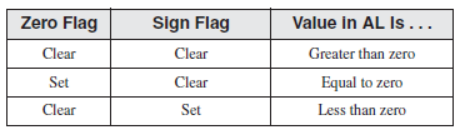 Zero Flag Sign Flag Value in AL Is . . .
Clear Clear Greater than zero
Set Clear Equal to zero
Clear Set Less than zero